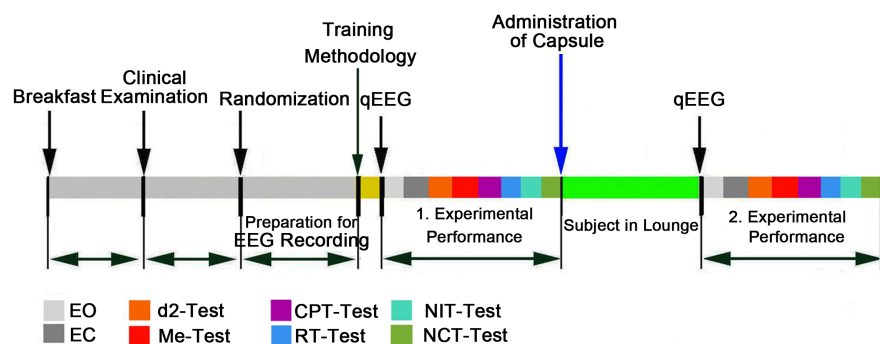 Training
Methodology
Administration
of Capsule
Breakfast
Clinical
Examination
Randomization
qEEG
qEEG
Preparation for
EEG Recording
1. Experimental
Performance
Subject in Lounge
2. Experimental
Performance
EO
d2-Test
CPT-Test
NIT-Test
EC
Me-Test
RT-Test
NCT-Test